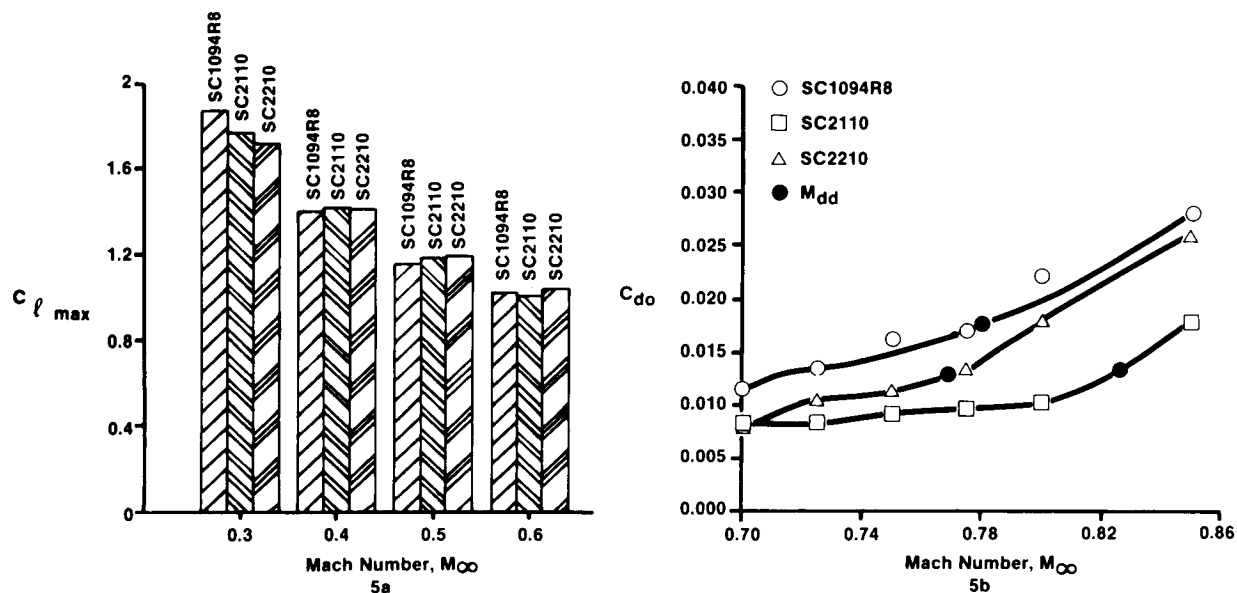 SC1094R8
SC2110
SC2210
SC1094R8
SC2110
SC2210
SC1094R8
SC2110
SC2210
SC1094R8
SC2110
SC2210
2
1.6
1.2
0.8
0.4
0
C ℓ max
0.3 0.4 0.5 0.6
Mach Number, M∞
5a
0.040
0.035
0.030
0.025
0.020
0.015
0.010
0.005
0.000
Cdo
SC1094R8
SC2110
SC2210
Mdd
0.70 0.74 0.78 0.82 0.86
Mach Number, M∞
5b